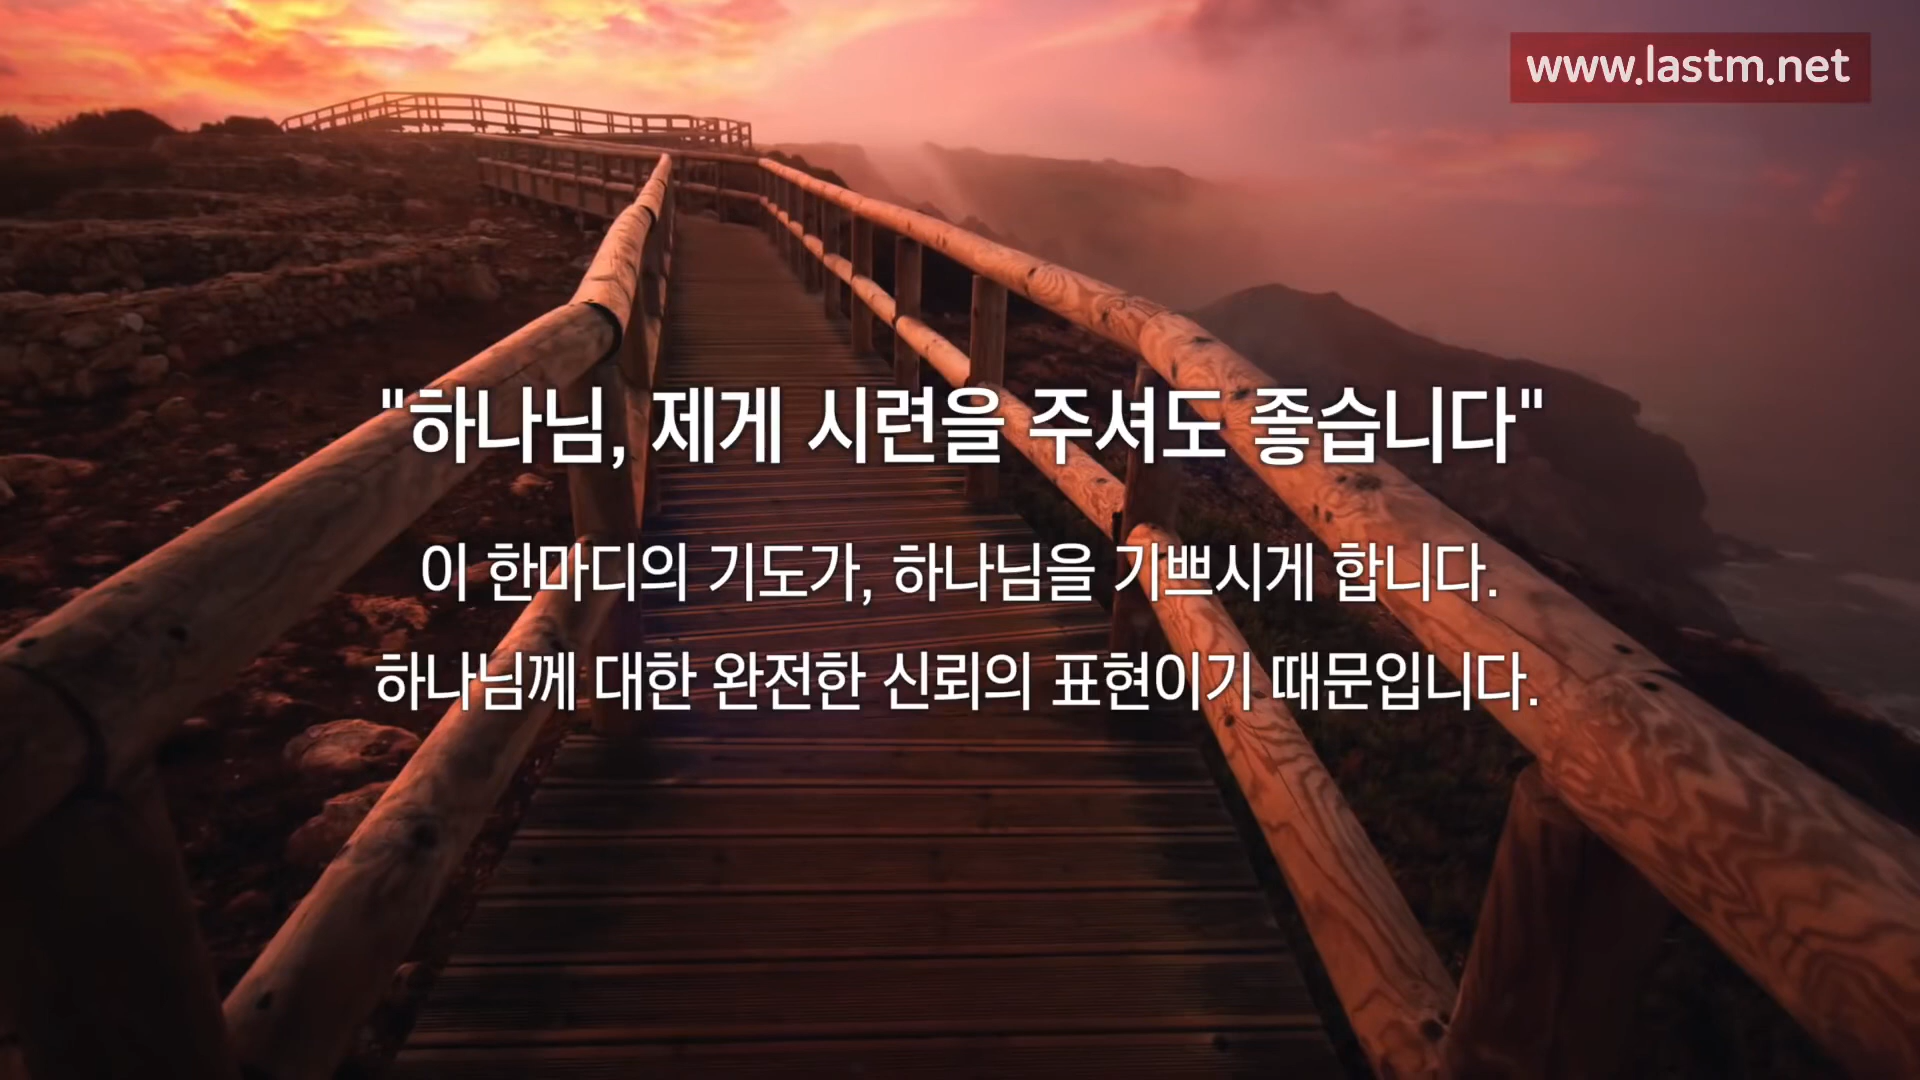 www.lastm.net
"하나님, 제게 시련을 주셔도 좋습니다"
이 한마디의 기도가, 하나님을 기쁘시게 합니다.
하나님께 대한 완전한 신뢰의 표현이기 때문입니다.